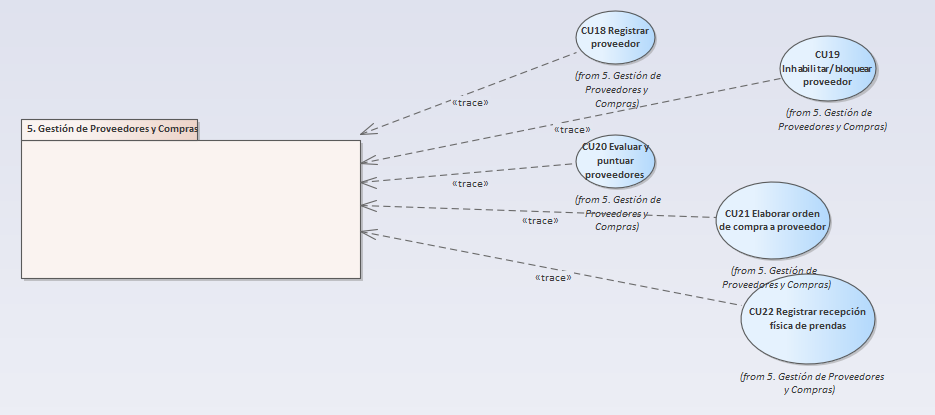 CU18 Registrar
proveedor
(from 5. Gestión de
Proveedores y
Compras)
CU19
Inhabilitar/bloquear
proveedor
(from 5. Gestión de
Proveedores y Compras)
«trace»
«trace»
5. Gestión de Proveedores y Compras
CU20 Evaluar y
puntuar
proveedores
(from 5. Gestión de
Proveedores y
Compras)
«trace»
CU21 Elaborar orden
de compra a proveedor
(from 5. Gestión de
Proveedores y Compras)
«trace»
«trace»
CU22 Registrar recepción
física de prendas
(from 5. Gestión de Proveedores
y Compras)